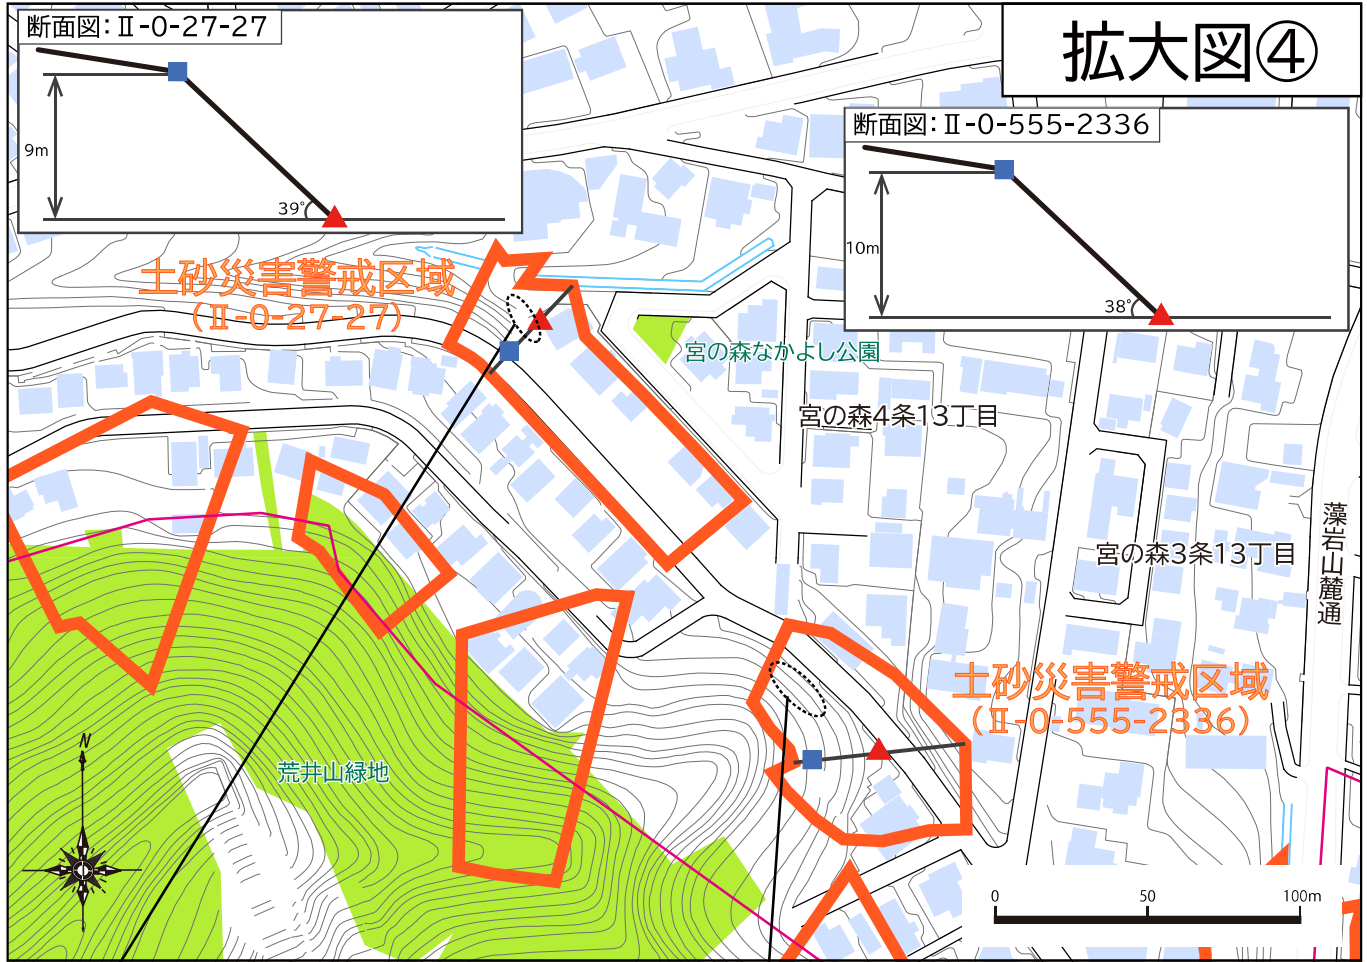 断面図：Ⅱ-0-27-27
9m
39°
拡大図④
断面図：Ⅱ-0-555-2336
10m
38°
土砂災害警戒区域
（Ⅱ-0-27-27）
宮の森なかよし公園
宮の森4条13丁目
宮の森3条13丁目
藻岩山麓通
土砂災害警戒区域
（Ⅱ-0-555-2336）
荒井山緑地
N
0 50 100m